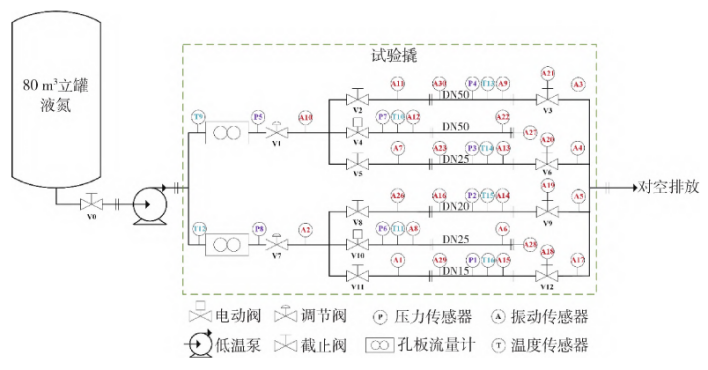 试验撬
80 m³立罐
液氮
A11 A30 P4 T13 A9 A21 A3
DN50
V2 V3
T9 P5 A10 P7 T10 A12 A22
DN50 A27
V1 V4
A7 A23 P3 T14 A13 A20 A4
DN25
V5 V6
V0
对空排放
A26 A16 P2 T15 A14 A19 A5
DN20
V8 V9
P8 A2 P6 T11 A8 A6
DN25 A28
V7 V10
A1 A29 P1 T16 A15 A18 A17
DN15
V11 V12
电动阀 调节阀 P 压力传感器 A 振动传感器
低温泵 截止阀 孔板流量计 T 温度传感器